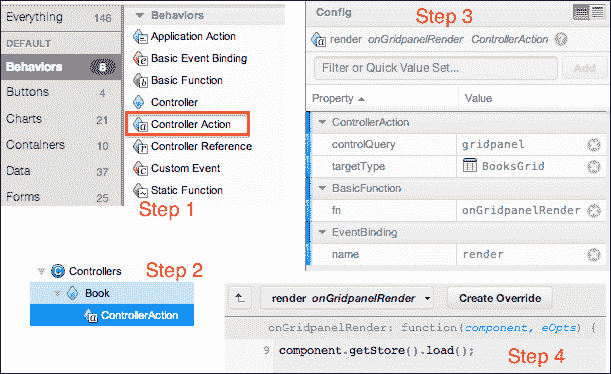 Everything 146
DEFAULT
Behaviors 8
Buttons 4
Charts 21
Containers 10
Data 37
Forms 25
Behaviors
Application Action
Basic Event Binding
Basic Function
Controller
Controller Action
Controller Reference
Custom Event
Static Function
Step 1
Config
Step 3
render onGridpanelRender ControllerAction
Filter or Quick Value Set...
Add
Property Value
ControllerAction
controlQuery gridpanel
targetType BooksGrid
BasicFunction
fn onGridpanelRender
EventBinding
name render
Step 2
Controllers
Book
ControllerAction
render onGridpanelRender
Create Override
onGridpanelRender: function(component, eOpts) {
9 component.getStore().load();
Step 4